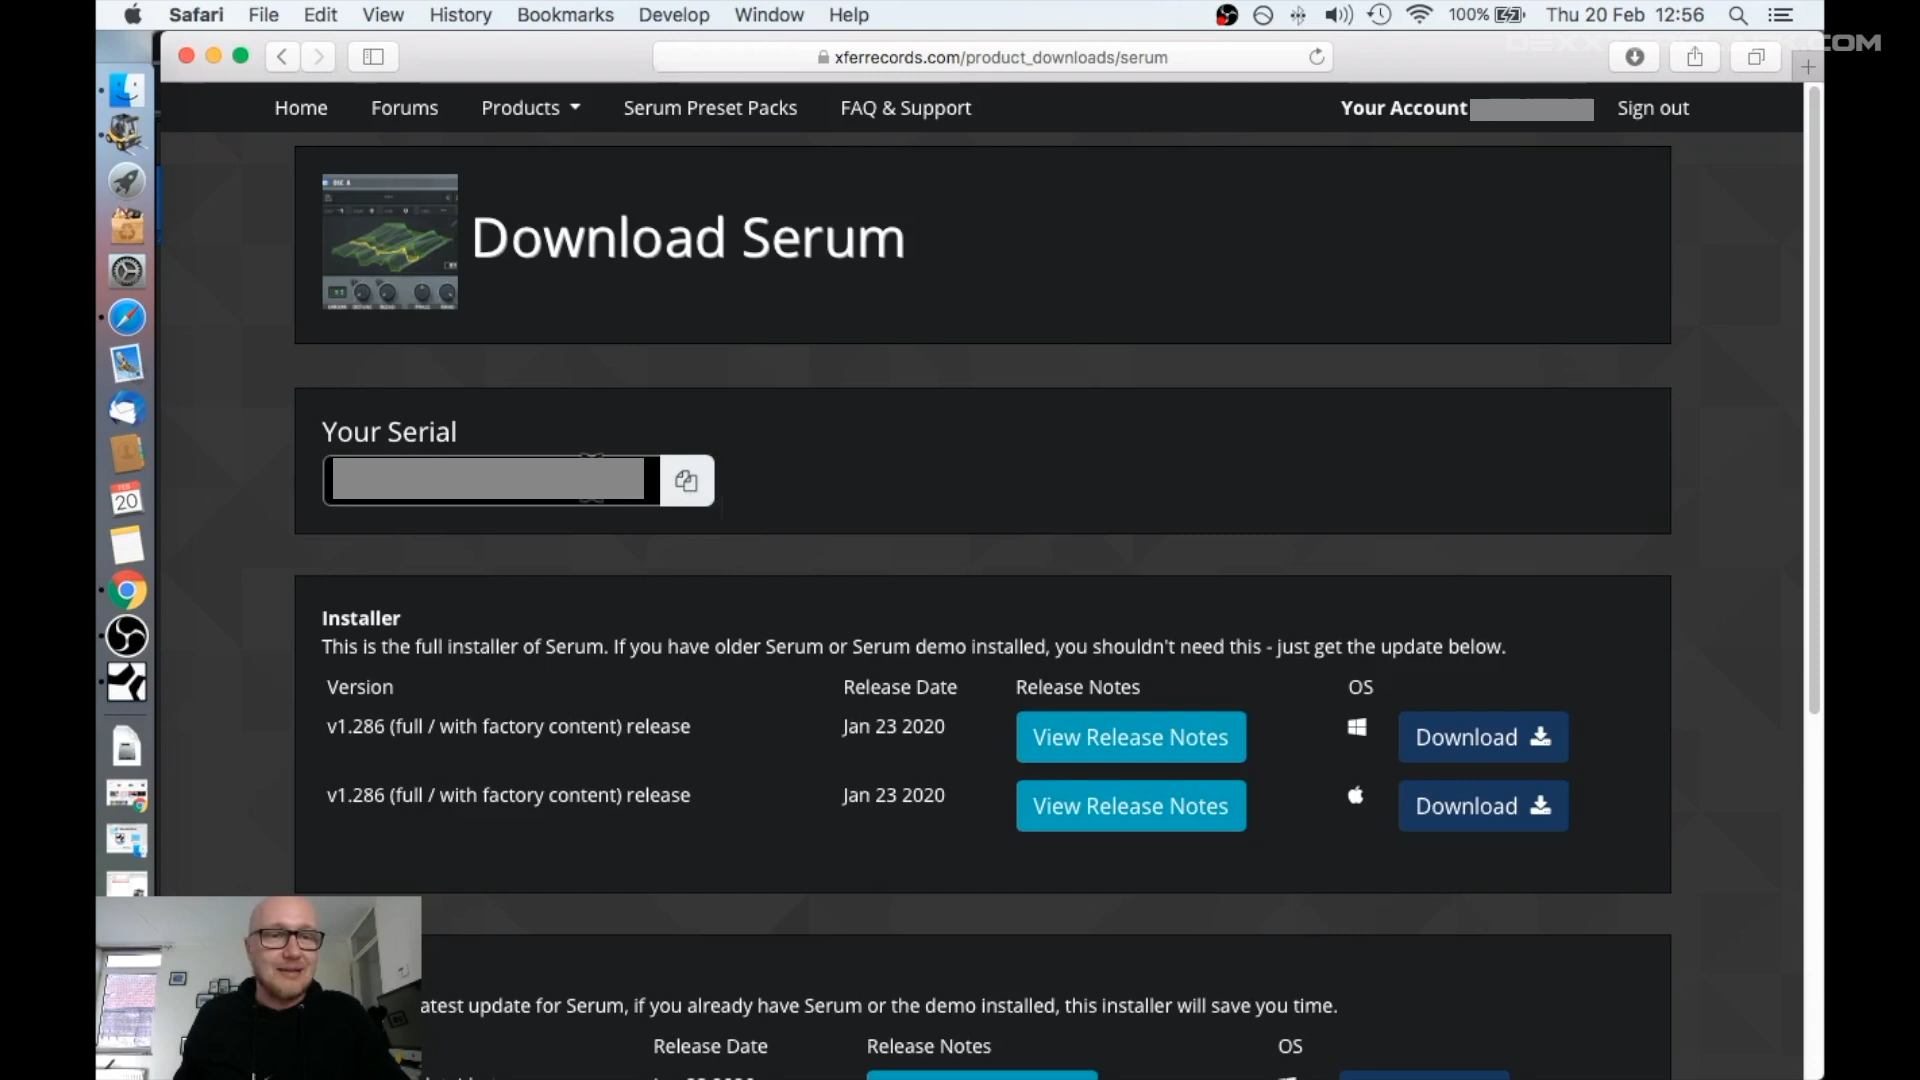 Safari File Edit View History Bookmarks Develop Window Help 100% Thu 20 Feb 12:56
xferrecords.com/product_downloads/serum
Home Forums Products Serum Preset Packs FAQ & Support Your Account Sign out
OSC A
Download Serum
Your Serial
FEB
20
Installer
This is the full installer of Serum. If you have older Serum or Serum demo installed, you shouldn't need this - just get the update below.
Version Release Date Release Notes OS
v1.286 (full / with factory content) release Jan 23 2020 View Release Notes Download
v1.286 (full / with factory content) release Jan 23 2020 View Release Notes Download
atest update for Serum, if you already have Serum or the demo installed, this installer will save you time.
Release Date Release Notes OS